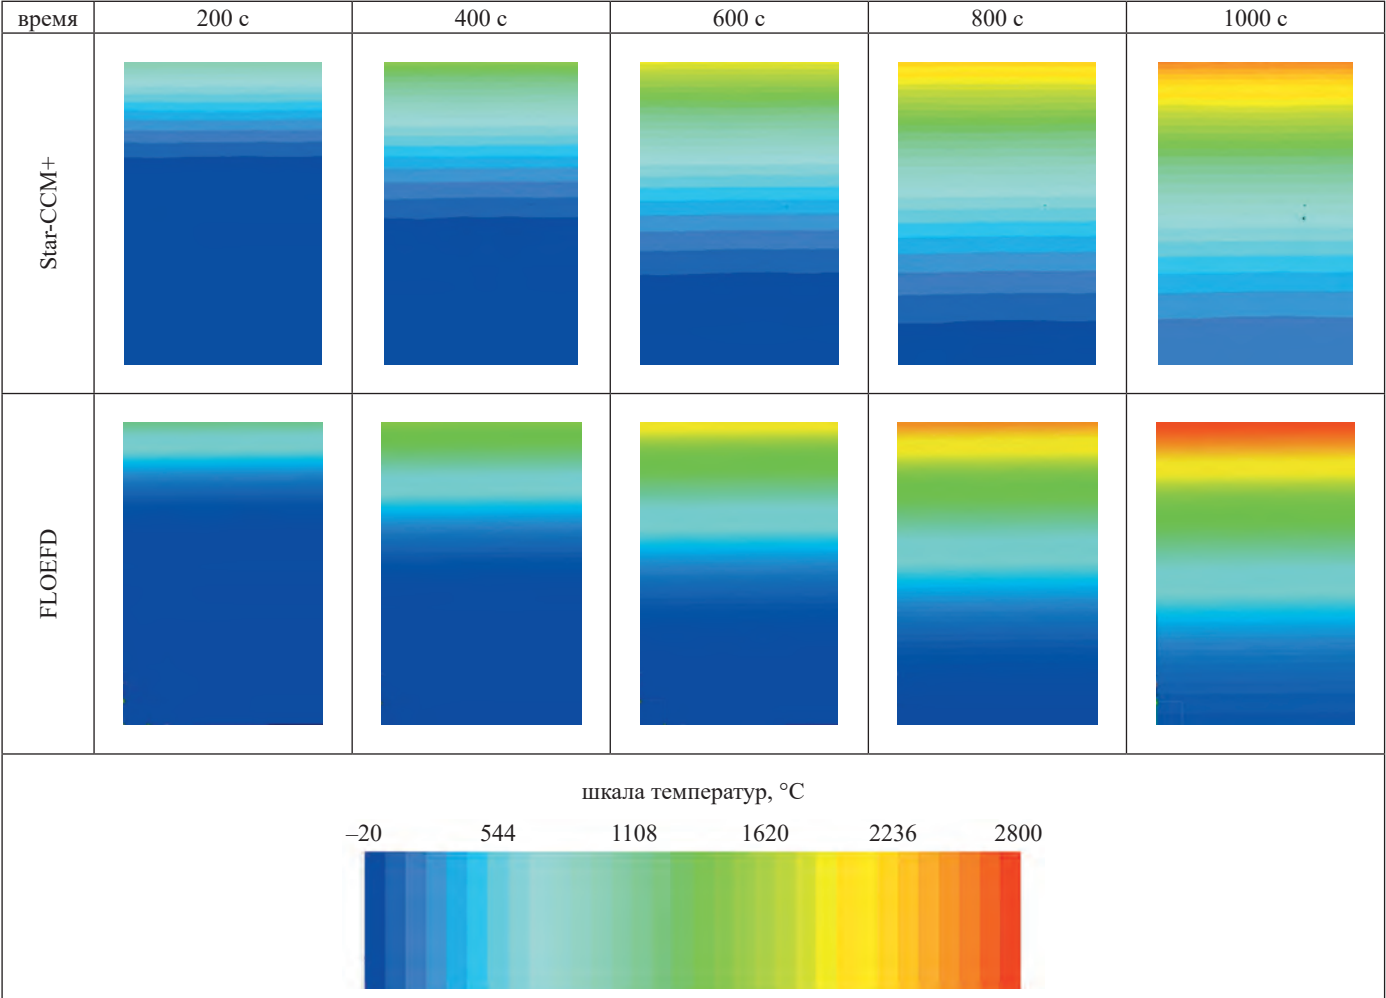 время 200 с 400 с 600 с 800 с 1000 с
Star-CCM+
FLOEFD
шкала температур, °С
–20 544 1108 1620 2236 2800